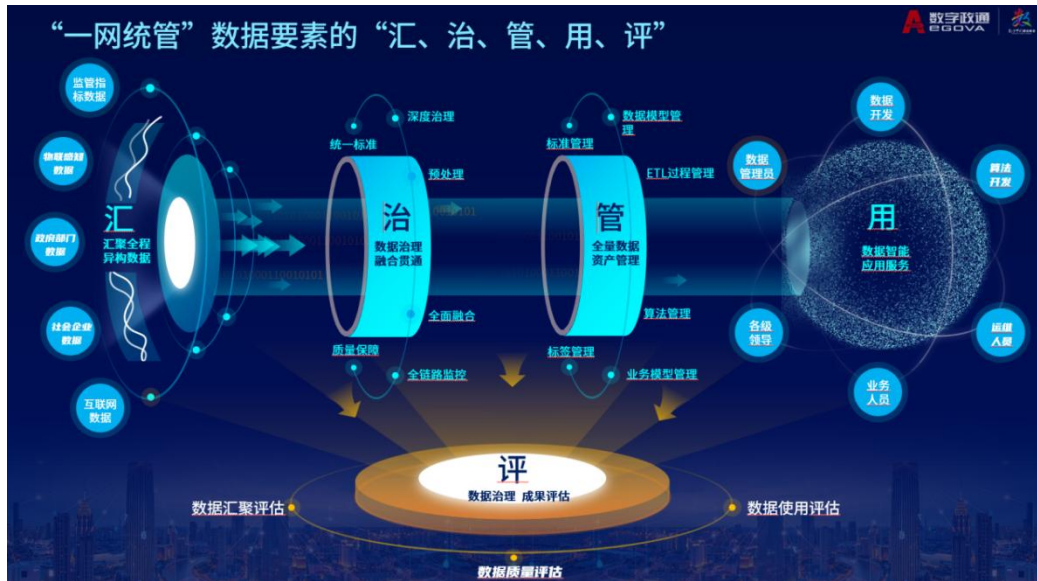 “一网统管”数据要素的“汇、治、管、用、评”
数字政通
EGOVA
监管指
标数据
物联感知
数据
政府部门
数据
社会企业
数据
互联网
数据
汇
汇聚全程
异构数据
统一标准
深度治理
预处理
治
数据治理
融合贯通
全面融合
质量保障
全链路监控
标准管理
数据模型管
理
ETL过程管理
管
全量数据
资产管理
算法管理
标签管理
业务模型管理
数据
管理员
数据
开发
算法
开发
用
数据智能
应用服务
各级
领导
运维
人员
业务
人员
评
数据治理 成果评估
数据汇聚评估
数据使用评估
数据质量评估